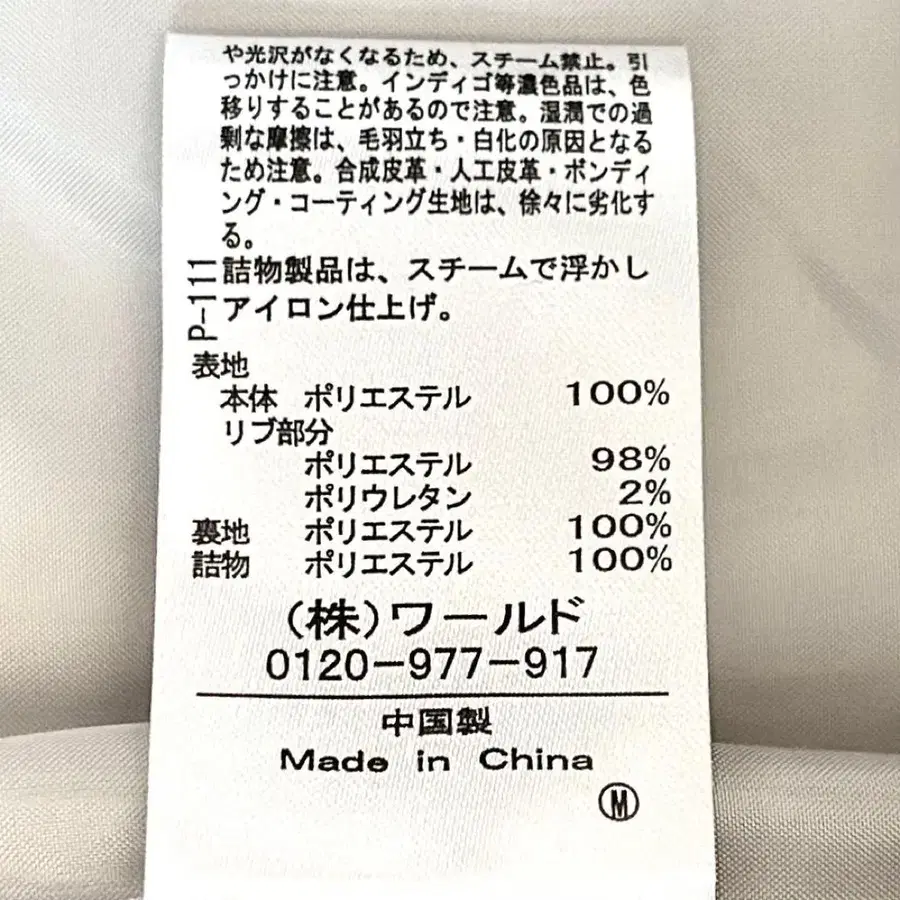 や光沢がなくなるため、スチーム禁止。引
っかけに注意。インディゴ等濃色品は、色
移りすることがあるので注意。湿潤での過
剰な摩擦は、毛羽立ち・白化の原因となる
ため注意。合成皮革・人工皮革・ボンディ
ング・コーティング生地は、徐々に劣化す
る。
詰物製品は、スチームで浮かし
アイロン仕上げ。
P-111
表地
本体 ポリエステル 100%
リブ部分
ポリエステル 98%
ポリウレタン 2%
裏地 ポリエステル 100%
詰物 ポリエステル 100%
(株)ワールド
0120-977-917
中国製
Made in China
Ⓜ